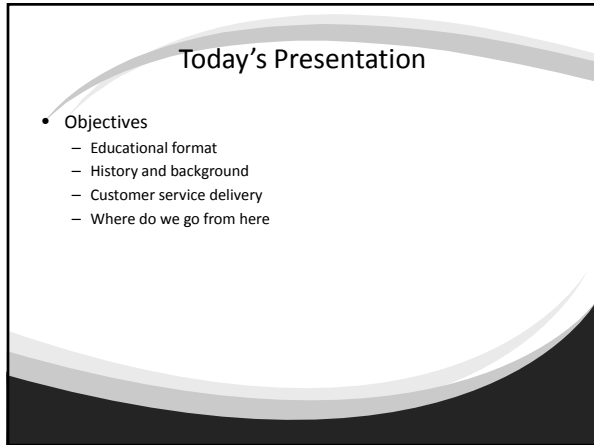 Today’s Presentation
• Objectives
– Educational format
– History and background
– Customer service delivery
– Where do we go from here